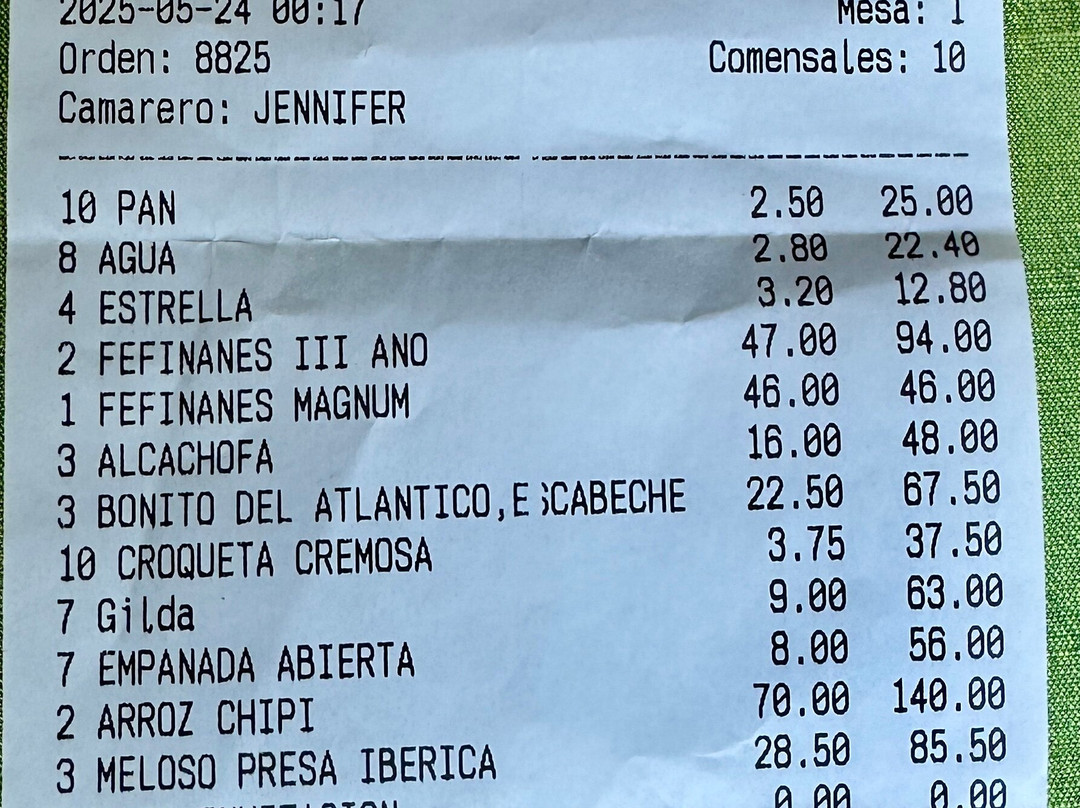 2025-05-24 00:17 Mesa: 1
Orden: 8825 Comensales: 10
Camarero: JENNIFER
10 PAN 2.50 25.00
8 AGUA 2.80 22.40
4 ESTRELLA 3.20 12.80
2 FEFINANES III ANO 47.00 94.00
1 FEFINANES MAGNUM 46.00 46.00
3 ALCACHOFA 16.00 48.00
3 BONITO DEL ATLANTICO,ESCABECHE 22.50 67.50
10 CROQUETA CREMOSA 3.75 37.50
7 Gilda 9.00 63.00
7 EMPANADA ABIERTA 8.00 56.00
2 ARROZ CHIPI 70.00 140.00
3 MELOSO PRESA IBERICA 28.50 85.50
0.00 0.00